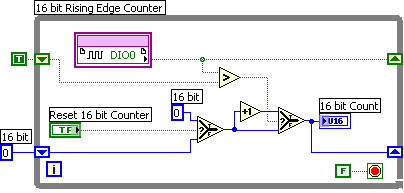 16 bit Rising Edge Counter
T
DIO0
>
16 bit
0
Reset 16 bit Counter
TF
?
F
+1
?
F
16 bit Count
U16
16 bit
0
i
F